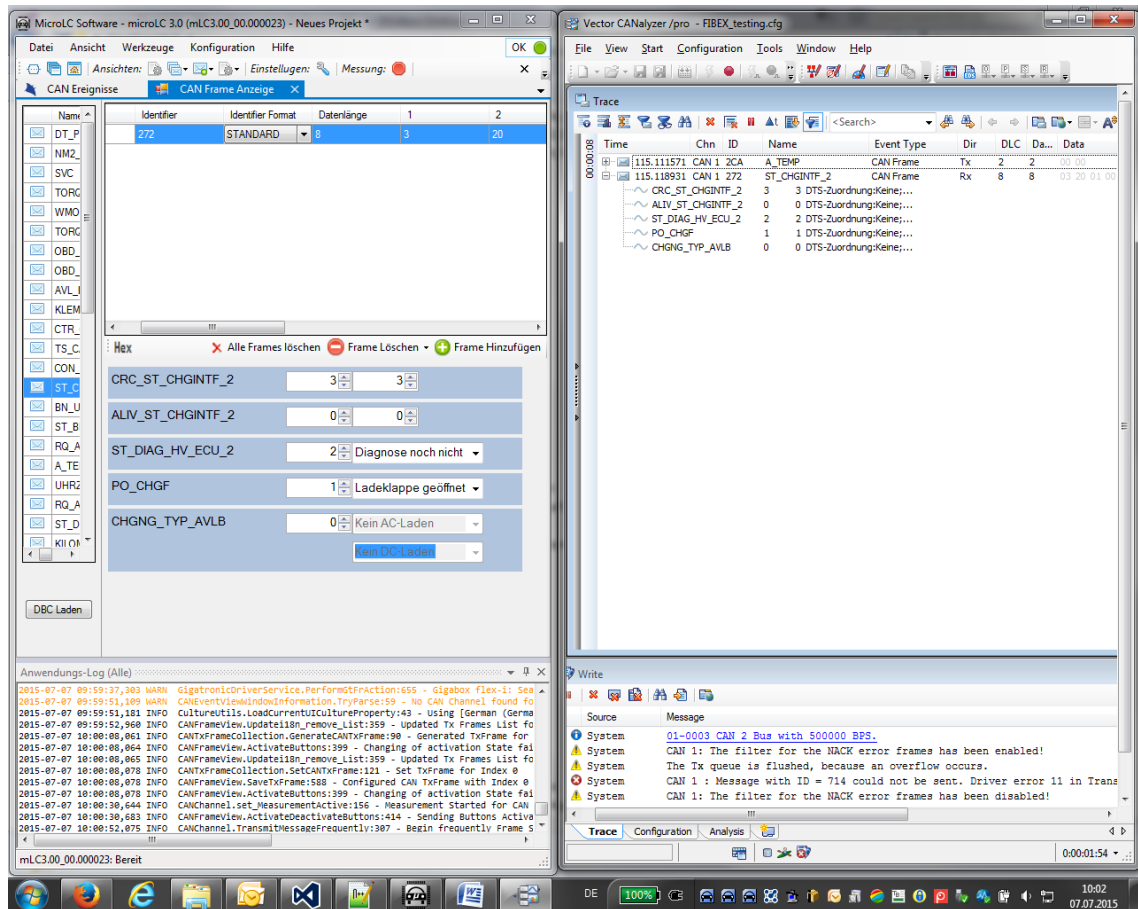 MicroLC Software - microLC 3.0 (mLC3.00_00.000023) - Neues Projekt *
Datei Ansicht Werkzeuge Konfiguration Hilfe OK
Ansichten: Einstellugen: Messung:
CAN Ereignisse CAN Frame Anzeige
Name Identifier Identifier Format Datenlänge 1 2
272 STANDARD 8 3 20
DT_P
NM2_
SVC
TORQ
WMO
TORQ
OBD_
OBD_
AVL_
KLEM
CTR_
TS_C
CON_
ST_C
BN_U
ST_B
RQ_A
A_TE
UHRZ
RQ_A
ST_D
KILOM
Hex Alle Frames löschen Frame Löschen Frame Hinzufügen
CRC_ST_CHGINTF_2 3 3
ALIV_ST_CHGINTF_2 0 0
ST_DIAG_HV_ECU_2 2 Diagnose noch nicht
PO_CHGF 1 Ladeklappe geöffnet
CHGNG_TYP_AVLB 0 Kein AC-Laden
Kein DC-Laden
DBC Laden
Anwendungs-Log (Alle)
2015-07-07 09:59:37,303 WARN GigatronicDriverService.PerformGtFrAction:656 - Gigabox flex-i: Sea
2015-07-07 09:59:51,109 WARN CANEventViewWindowInformation.TryParse:59 - No CAN Channel found fo
2015-07-07 09:59:51,181 INFO CultureUtils.LoadCurrentUICultureProperty:43 - Using [German (Germa
2015-07-07 09:59:52,960 INFO CANFrameView.Updatei18n_remove_List:359 - Updated Tx Frames List fo
2015-07-07 10:00:08,061 INFO CANTxFrameCollection.GenerateCANTxFrame:90 - Generated TxFrame for
2015-07-07 10:00:08,064 INFO CANFrameView.ActivateButtons:399 - Changing of activation State fai
2015-07-07 10:00:08,065 INFO CANFrameView.Updatei18n_remove_List:359 - Updated Tx Frames List fo
2015-07-07 10:00:08,078 INFO CANTxFrameCollection.SetCANTxFrame:121 - Set TxFrame for Index 0
2015-07-07 10:00:08,078 INFO CANFrameView.SaveTxFrame:588 - Configured CAN TxFrame with Index 0
2015-07-07 10:00:08,078 INFO CANFrameView.ActivateButtons:399 - Changing of activation State fai
2015-07-07 10:00:30,644 INFO CANChannel.set_MeasurementActive:156 - Measurement Started for CAN
2015-07-07 10:00:30,683 INFO CANFrameView.ActivateDeactivateButtons:414 - Sending Buttons Activa
2015-07-07 10:00:52,075 INFO CANChannel.TransmitMessageFrequently:307 - Begin frequently Frame S
mLC3.00_00.000023: Bereit
Vector CANalyzer /pro - FIBEX_testing.cfg
File View Start Configuration Tools Window Help
Trace
<Search>
Time Chn ID Name Event Type Dir DLC Da... Data
0:00:00:08
115.111571 CAN 1 2CA A_TEMP CAN Frame Tx 2 2 00 00
115.118931 CAN 1 272 ST_CHGINTF_2 CAN Frame Rx 8 8 03 20 01 00
CRC_ST_CHGINTF_2 3 3 DTS-Zuordnung:Keine;...
ALIV_ST_CHGINTF_2 0 0 DTS-Zuordnung:Keine;...
ST_DIAG_HV_ECU_2 2 2 DTS-Zuordnung:Keine;...
PO_CHGF 1 1 DTS-Zuordnung:Keine;...
CHGNG_TYP_AVLB 0 0 DTS-Zuordnung:Keine;...
Write
Source Message
System 01-0003 CAN 2 Bus with 500000 BPS.
System CAN 1: The filter for the NACK error frames has been enabled!
System The Tx queue is flushed, because an overflow occurs.
System CAN 1 : Message with ID = 714 could not be sent. Driver error 11 in Trans
System CAN 1: The filter for the NACK error frames has been disabled!
Trace Configuration Analysis
0:00:01:54
DE 100% 10:02
07.07.2015